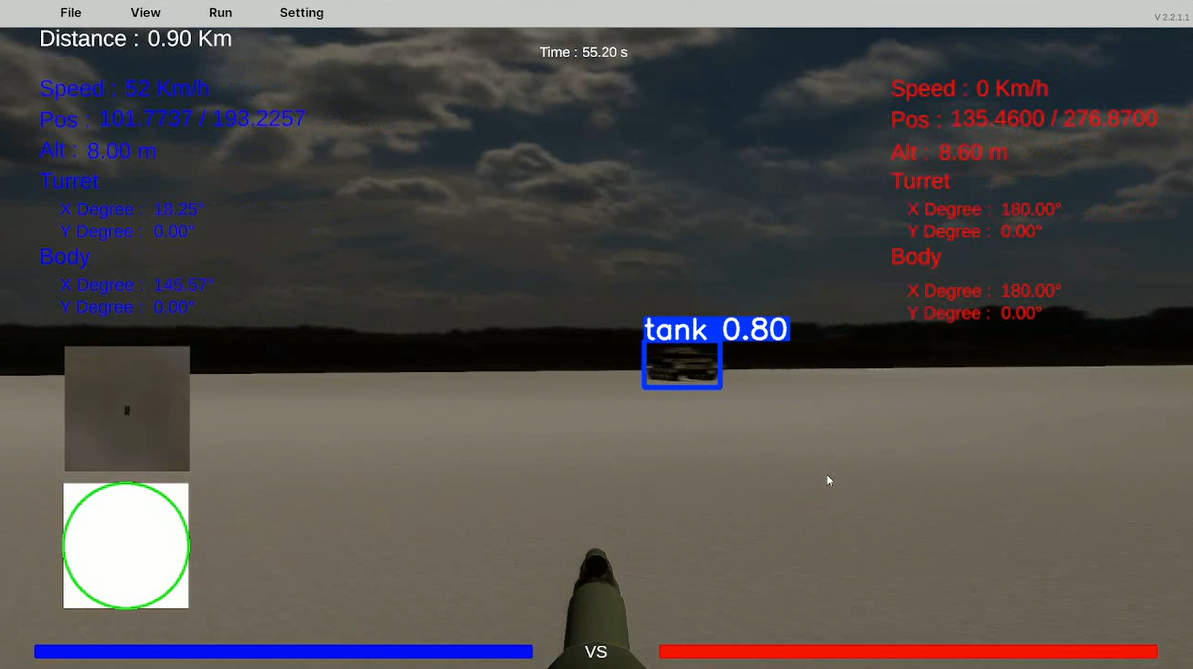 File View Run Setting
V 2.2.1.1
Distance : 0.90 Km
Time : 55.20 s
Speed : 52 Km/h
Pos : 101.7737 / 193.2257
Alt : 8.00 m
Turret
X Degree : 18.25°
Y Degree : 0.00°
Body
X Degree : 145.57°
Y Degree : 0.00°
Speed : 0 Km/h
Pos : 135.4600 / 276.8700
Alt : 8.60 m
Turret
X Degree : 180.00°
Y Degree : 0.00°
Body
X Degree : 180.00°
Y Degree : 0.00°
tank 0.80
VS